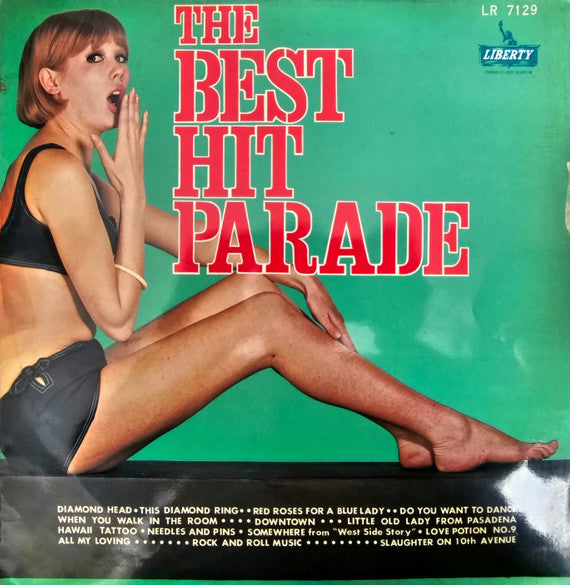 THE
BEST
HIT
PARADE
LR 7129
LIBERTY
DIAMOND HEAD • THIS DIAMOND RING • • RED ROSES FOR A BLUE LADY • • DO YOU WANT TO DANCE
WHEN YOU WALK IN THE ROOM • • • • DOWNTOWN • • • LITTLE OLD LADY FROM PASADENA
HAWAII TATTOO • NEEDLES AND PINS • SOMEWHERE from "West Side Story" • LOVE POTION NO.9
ALL MY LOVING • • • • • • • ROCK AND ROLL MUSIC • • • • • • • • • SLAUGHTER ON 10th AVENUE